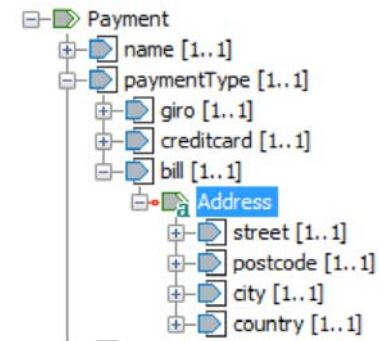 Payment
name [1..1]
paymentType [1..1]
giro [1..1]
creditcard [1..1]
bill [1..1]
a Address
street [1..1]
postcode [1..1]
city [1..1]
country [1..1]